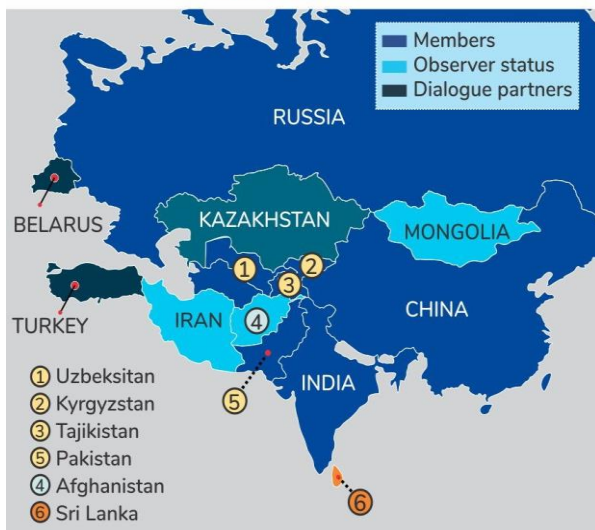 Members
Observer status
Dialogue partners
RUSSIA
BELARUS
KAZAKHSTAN
MONGOLIA
1
2
3
TURKEY
IRAN
4
CHINA
INDIA
5
6
1 Uzbeksitan
2 Kyrgyzstan
3 Tajikistan
5 Pakistan
4 Afghanistan
6 Sri Lanka